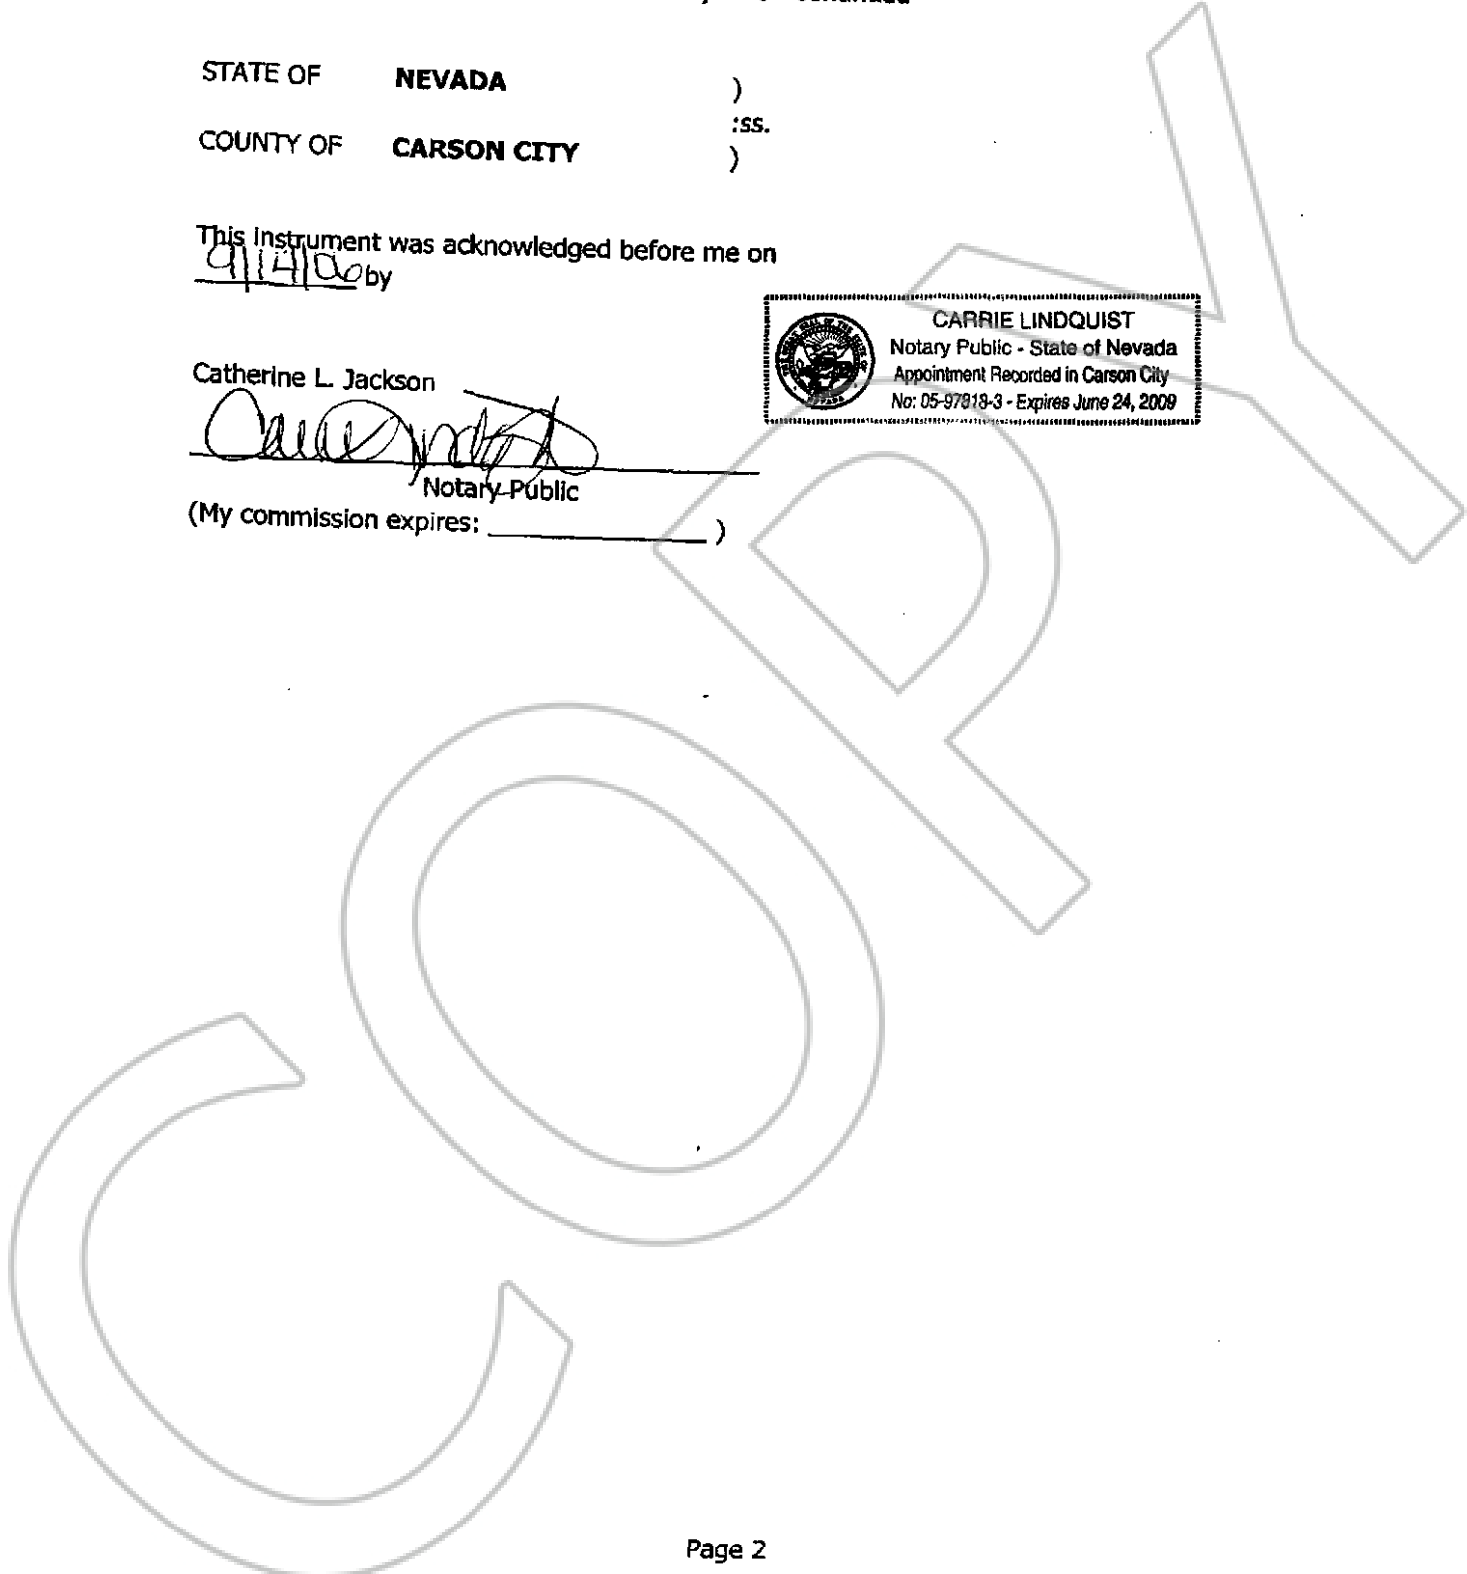 STATE OF NEVADA )
:ss.
COUNTY OF CARSON CITY )
This instrument was acknowledged before me on
9/14/06 by
CARRIE LINDQUIST
Notary Public - State of Nevada
Appointment Recorded in Carson City
No: 05-97818-3 - Expires June 24, 2009
Catherine L. Jackson
Notary Public
(My commission expires: )
COPY
Page 2